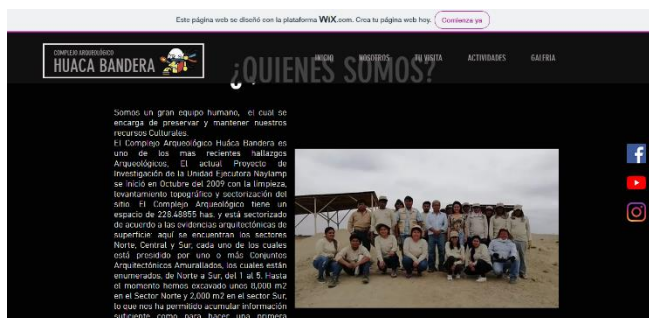 Este página web se diseñó con la plataforma WiX.com. Crea tu página web hoy. Comienza ya
COMPLEJO ARQUEOLÓGICO
HUACA BANDERA
INICIO NOSOTROS TU VISITA ACTIVIDADES GALERIA
¿QUIENES SOMOS?
Somos un gran equipo humano, el cuál se
encarga de preservar y mantener nuestros
recursos Culturales.
El Complejo Arqueológico Huáca Bandera es
uno de los mas recientes hallazgos
Arqueológicos, El actual Proyecto de
Investigación de la Unidad Ejecutora Naylamp
se inició en Octubre del 2009 con la limpieza,
levantamiento topográfico y sectorización del
sitio. El Complejo Arqueológico tiene un
espacio de 228.48855 has. y está sectorizado
de acuerdo a las evidencias arquitectónicas de
superficie: aquí se encuentran los sectores
Norte, Central y Sur, cada uno de los cuales
está presidido por uno o más Conjuntos
Arquitectónicos Amurallados, los cuales están
enumerados, de Norte a Sur, del 1 al 5. Hasta
el momento hemos excavado unos 8,000 m2
en el Sector Norte y 2,000 m2 en el sector Sur,
lo que nos ha permitido acumular información
suficiente como para hacer una primera